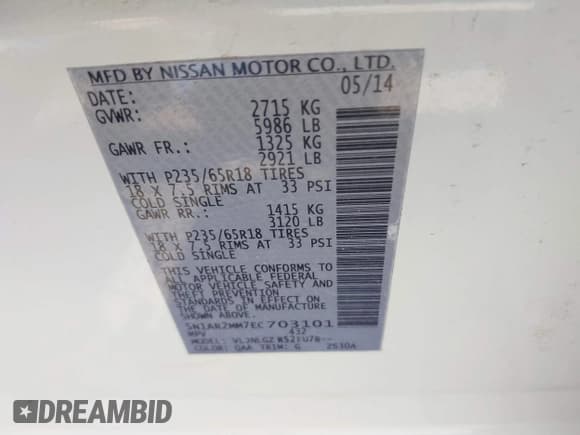 MFD BY NISSAN MOTOR CO., LTD.
DATE: 05/14
GVWR: 2715 KG
5986 LB
GAWR FR.: 1325 KG
2921 LB
WITH P235/65R18 TIRES
18 X 7.5 RIMS AT 33 PSI
COLD SINGLE
GAWR RR.: 1415 KG
3120 LB
WITH P235/65R18 TIRES
18 X 7.5 RIMS AT 33 PSI
COLD SINGLE
THIS VEHICLE CONFORMS TO
ALL APPLICABLE FEDERAL
MOTOR VEHICLE SAFETY AND
THEFT PREVENTION
STANDARDS IN EFFECT ON
THE DATE OF MANUFACTURE
SHOWN ABOVE.
5N1AR2MM7EC703101
MPV 432
MODEL:
COLOR: QAA TRIM: G 2510A
DREAMBID